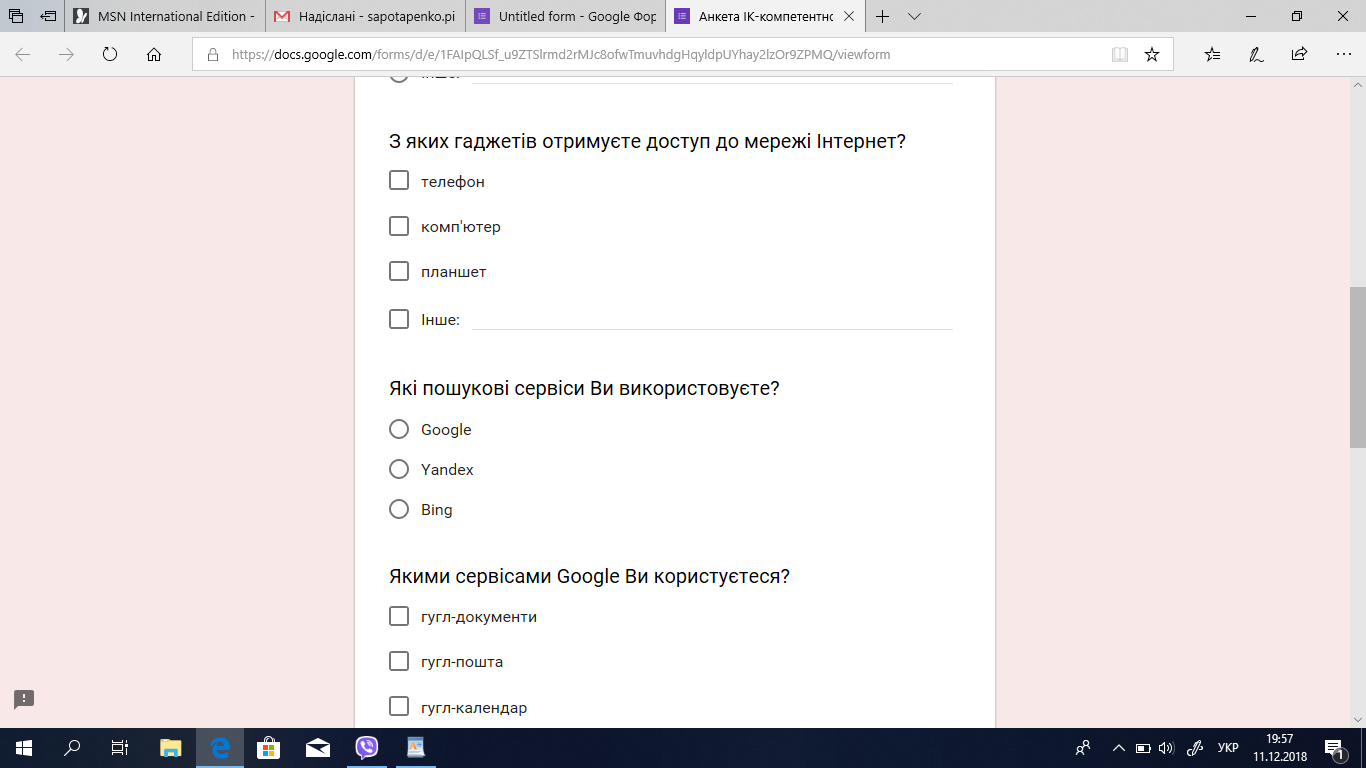 MSN International Edition -
Надіслані - sapotapenko.pi
Untitled form - Google Фор
Анкета ІК-компетентно
https://docs.google.com/forms/d/e/1FAIpQLSf_u9ZTSlrmd2rMJc8ofwTmuvhdgHqyldpUYhay2lzOr9ZPMQ/viewform
Інше:
З яких гаджетів отримуєте доступ до мережі Інтернет?
телефон
комп'ютер
планшет
Інше:
Які пошукові сервіси Ви використовуєте?
Google
Yandex
Bing
Якими сервісами Google Ви користуєтеся?
гугл-документи
гугл-пошта
гугл-календар
УКР
19:57
11.12.2018
1